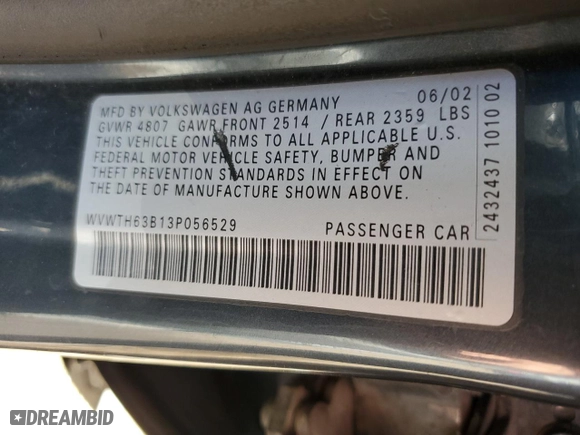 MFD BY VOLKSWAGEN AG GERMANY 06/02
GVWR 4807 GAWR FRONT 2514 / REAR 2359 LBS
THIS VEHICLE CONFORMS TO ALL APPLICABLE U.S.
FEDERAL MOTOR VEHICLE SAFETY, BUMPER AND
THEFT PREVENTION STANDARDS IN EFFECT ON
THE DATE OF MANUFACTURE SHOWN ABOVE.
WVWTH63B13P056529 PASSENGER CAR
2432437 1010 02
DREAMBID